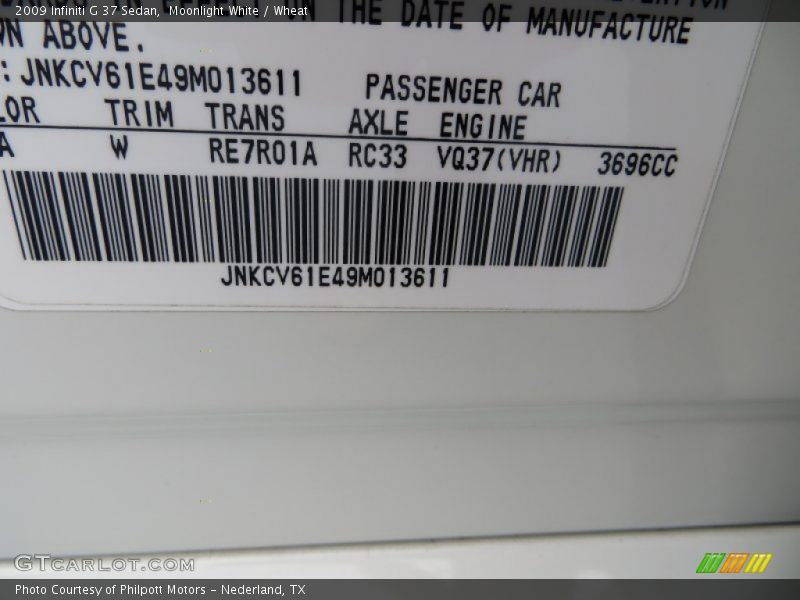 2009 Infiniti G 37 Sedan, Moonlight White / Wheat
THE DATE OF MANUFACTURE
WN ABOVE.
: JNKCV61E49M013611 PASSENGER CAR
LOR TRIM TRANS AXLE ENGINE
A W RE7R01A RC33 VQ37(VHR) 3696CC
JNKCV61E49M013611
GTCARLOT.COM
Photo Courtesy of Philpott Motors - Nederland, TX